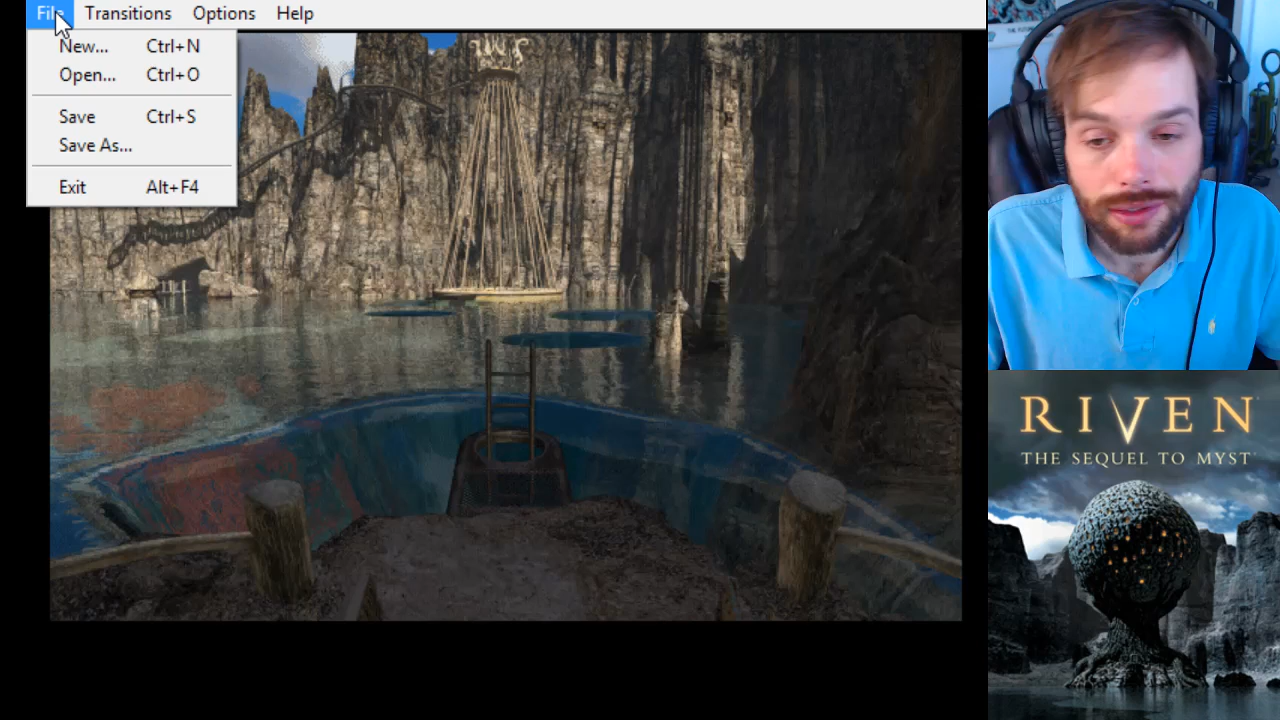 File Transitions Options Help
New... Ctrl+N
Open... Ctrl+O
Save Ctrl+S
Save As...
Exit Alt+F4
RIVEN
THE SEQUEL TO MYST